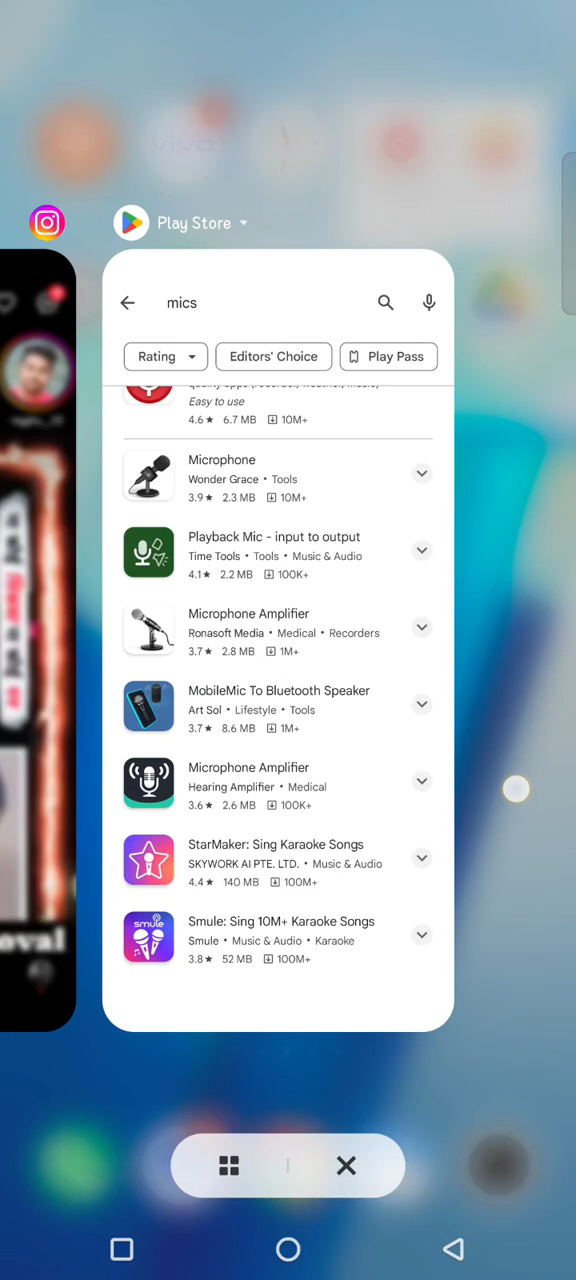 Play Store
mics
Rating
Editors' Choice
Play Pass
Easy to use
4.6★ 6.7 MB 10M+
Microphone
Wonder Grace • Tools
3.9★ 2.3 MB 10M+
Playback Mic - input to output
Time Tools • Tools • Music & Audio
4.1★ 2.2 MB 100K+
Microphone Amplifier
Ronasoft Media • Medical • Recorders
3.7★ 2.8 MB 1M+
MobileMic To Bluetooth Speaker
Art Sol • Lifestyle • Tools
3.7★ 8.6 MB 1M+
Microphone Amplifier
Hearing Amplifier • Medical
3.6★ 2.6 MB 100K+
StarMaker: Sing Karaoke Songs
SKYWORK AI PTE. LTD. • Music & Audio
4.4★ 140 MB 100M+
smule
Smule: Sing 10M+ Karaoke Songs
Smule • Music & Audio • Karaoke
3.8★ 52 MB 100M+
oval